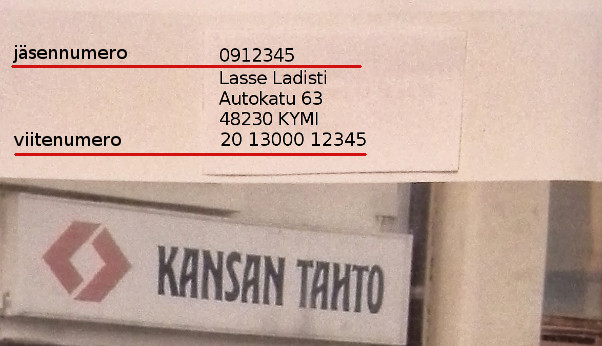 jäsennumero 0912345
Lasse Ladisti
Autokatu 63
48230 KYMI
viitenumero 20 13000 12345
KANSAN TAHTO